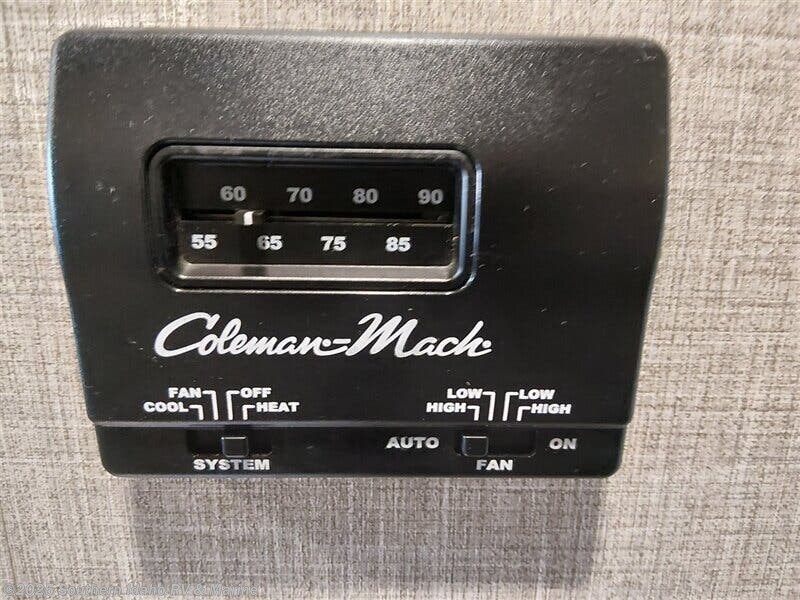 60 70 80 90
55 65 75 85
Coleman-Mach
FAN OFF
COOL HEAT
LOW LOW
HIGH HIGH
AUTO ON
SYSTEM
FAN